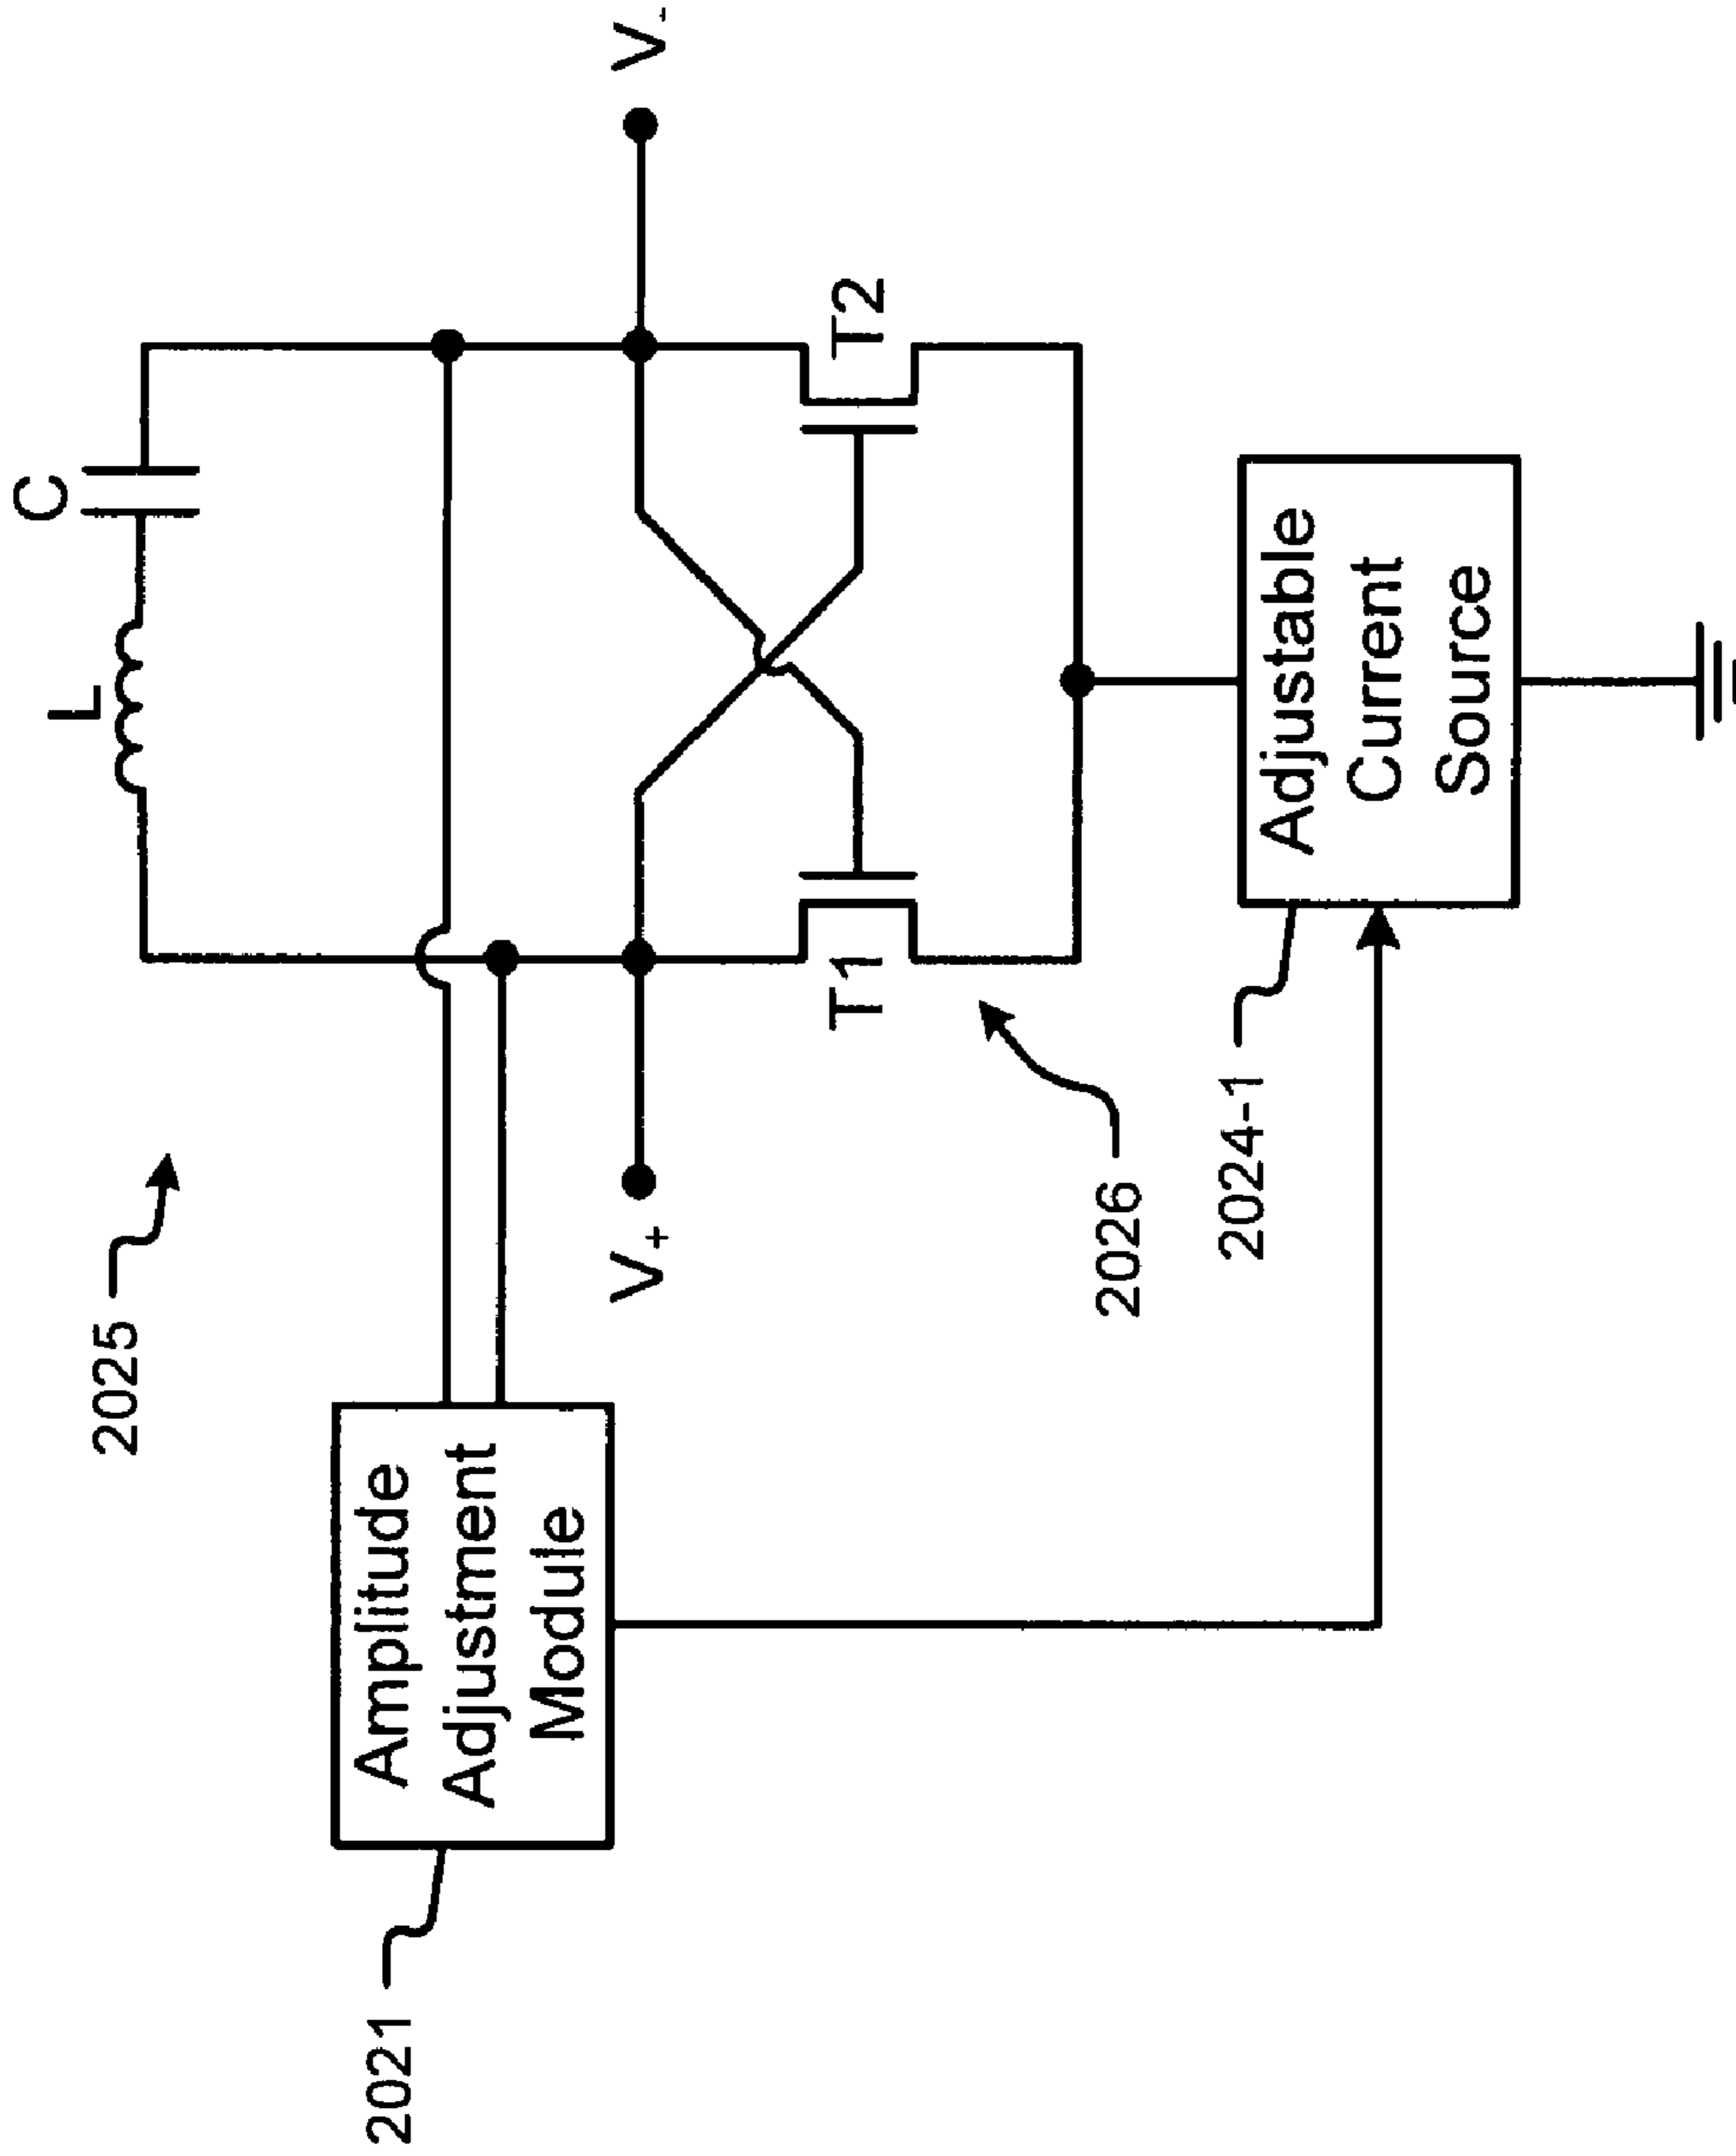 2025
L
C
2021
Amplitude
Adjustment
Module
V+
V-
T1
T2
2026
2024-1
Adjustable
Current
Source